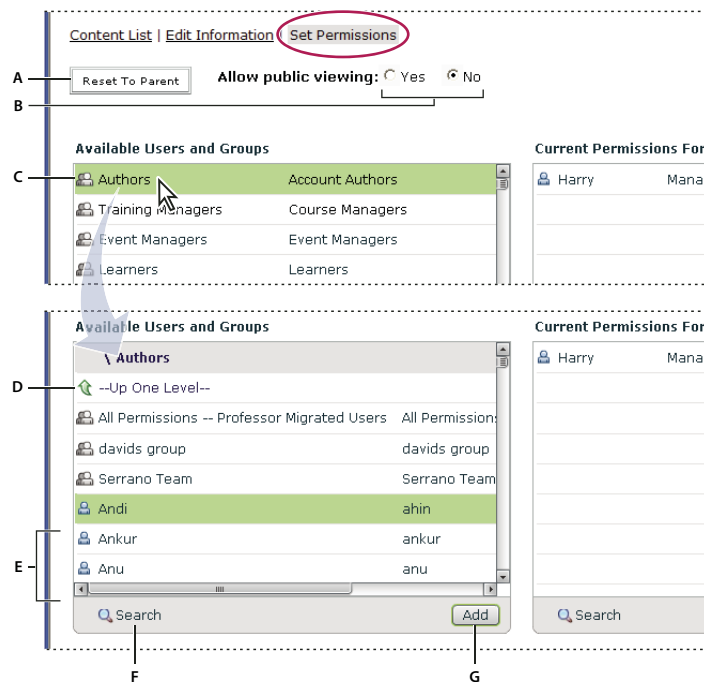 Content List | Edit Information | Set Permissions
A Reset To Parent Allow public viewing: Yes No
B
Available Users and Groups Current Permissions For
C Authors Account Authors Harry Mana
Training Managers Course Managers
Event Managers Event Managers
Learners Learners
Available Users and Groups Current Permissions For
\ Authors Harry Mana
D --Up One Level--
All Permissions -- Professor Migrated Users All Permissions
davids group davids group
Serrano Team Serrano Team
Andi ahin
Ankur ankur
E
Anu anu
Search Add Search
F G